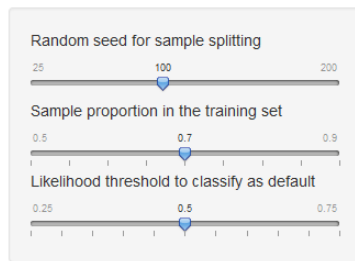 Random seed for sample splitting
25 100 200
Sample proportion in the training set
0.5 0.7 0.9
Likelihood threshold to classify as default
0.25 0.5 0.75